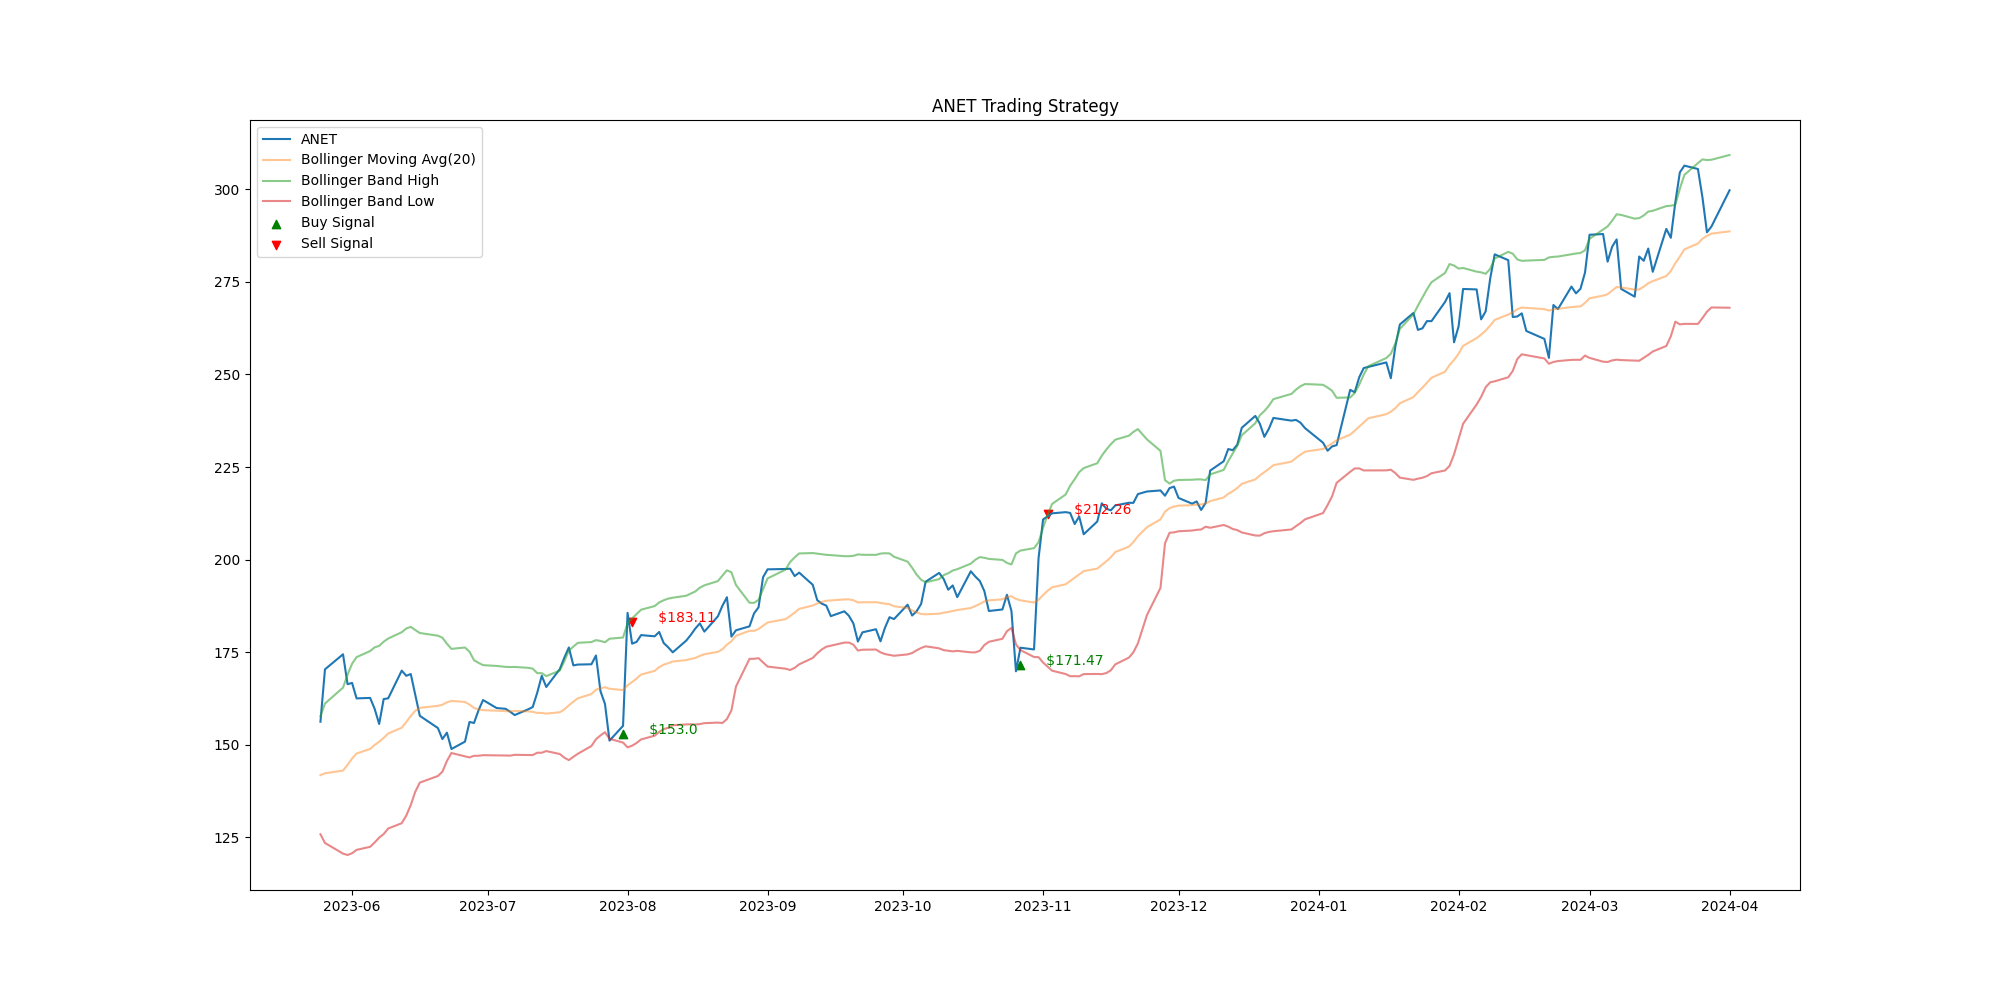 ANET Trading Strategy
ANET
Bollinger Moving Avg(20)
Bollinger Band High
Bollinger Band Low
Buy Signal
Sell Signal
300
275
250
225
200
175
150
125
$212.26
$171.47
$183.11
$153.0
2023-06 2023-07 2023-08 2023-09 2023-10 2023-11 2023-12 2024-01 2024-02 2024-03 2024-04